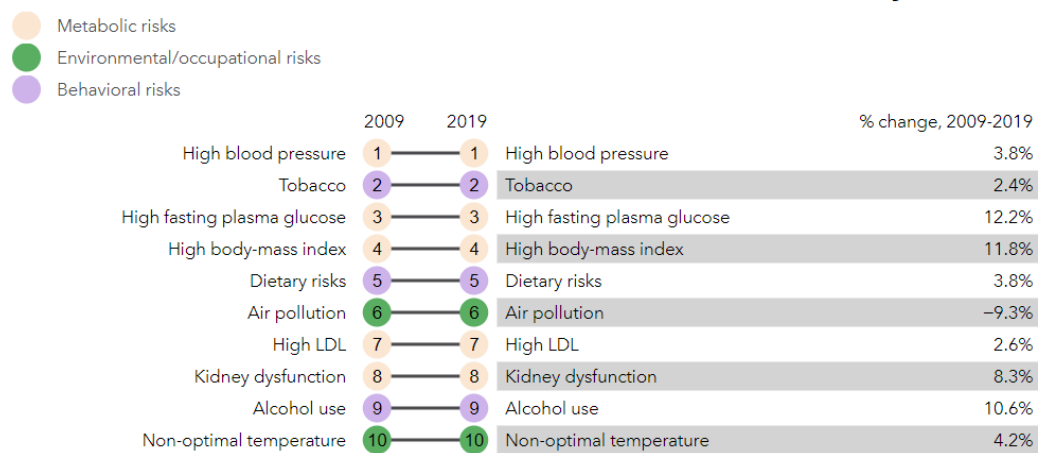 Metabolic risks
Environmental/occupational risks
Behavioral risks
2009 2019 % change, 2009-2019
High blood pressure 1 1 High blood pressure 3.8%
Tobacco 2 2 Tobacco 2.4%
High fasting plasma glucose 3 3 High fasting plasma glucose 12.2%
High body-mass index 4 4 High body-mass index 11.8%
Dietary risks 5 5 Dietary risks 3.8%
Air pollution 6 6 Air pollution −9.3%
High LDL 7 7 High LDL 2.6%
Kidney dysfunction 8 8 Kidney dysfunction 8.3%
Alcohol use 9 9 Alcohol use 10.6%
Non-optimal temperature 10 10 Non-optimal temperature 4.2%